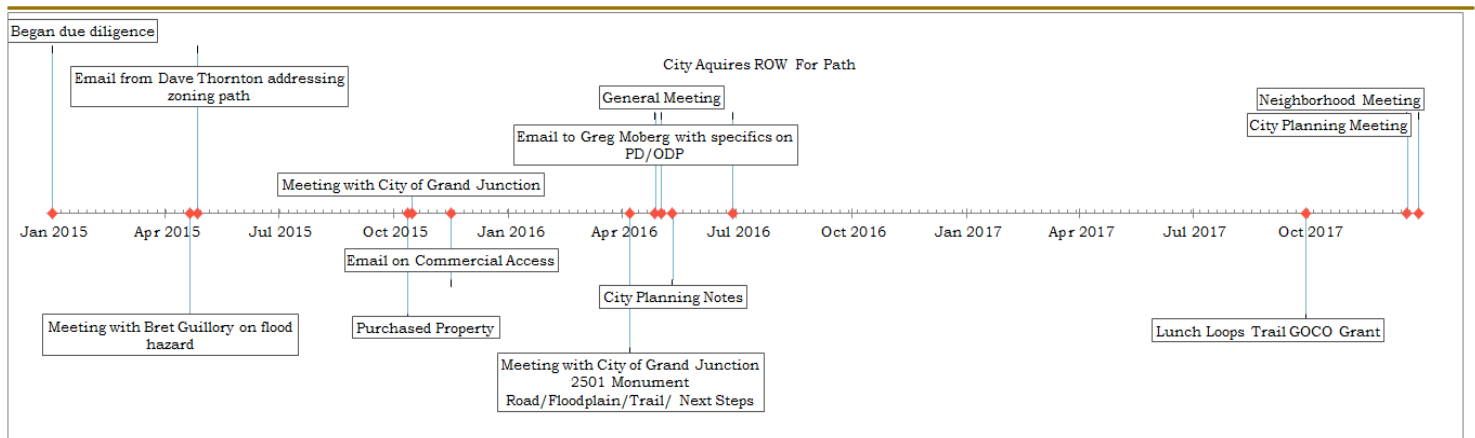 Began due diligence
Email from Dave Thornton addressing
zoning path
City Aquires ROW For Path
General Meeting
Email to Greg Moberg with specifics on
PD/ODP
Neighborhood Meeting
City Planning Meeting
Meeting with City of Grand Junction
Jan 2015
Apr 2015
Jul 2015
Oct 2015
Jan 2016
Apr 2016
Jul 2016
Oct 2016
Jan 2017
Apr 2017
Jul 2017
Oct 2017
Email on Commercial Access
City Planning Notes
Meeting with Bret Guillory on flood
hazard
Purchased Property
Lunch Loops Trail GOCO Grant
Meeting with City of Grand Junction
2501 Monument
Road/Floodplain/Trail/ Next Steps